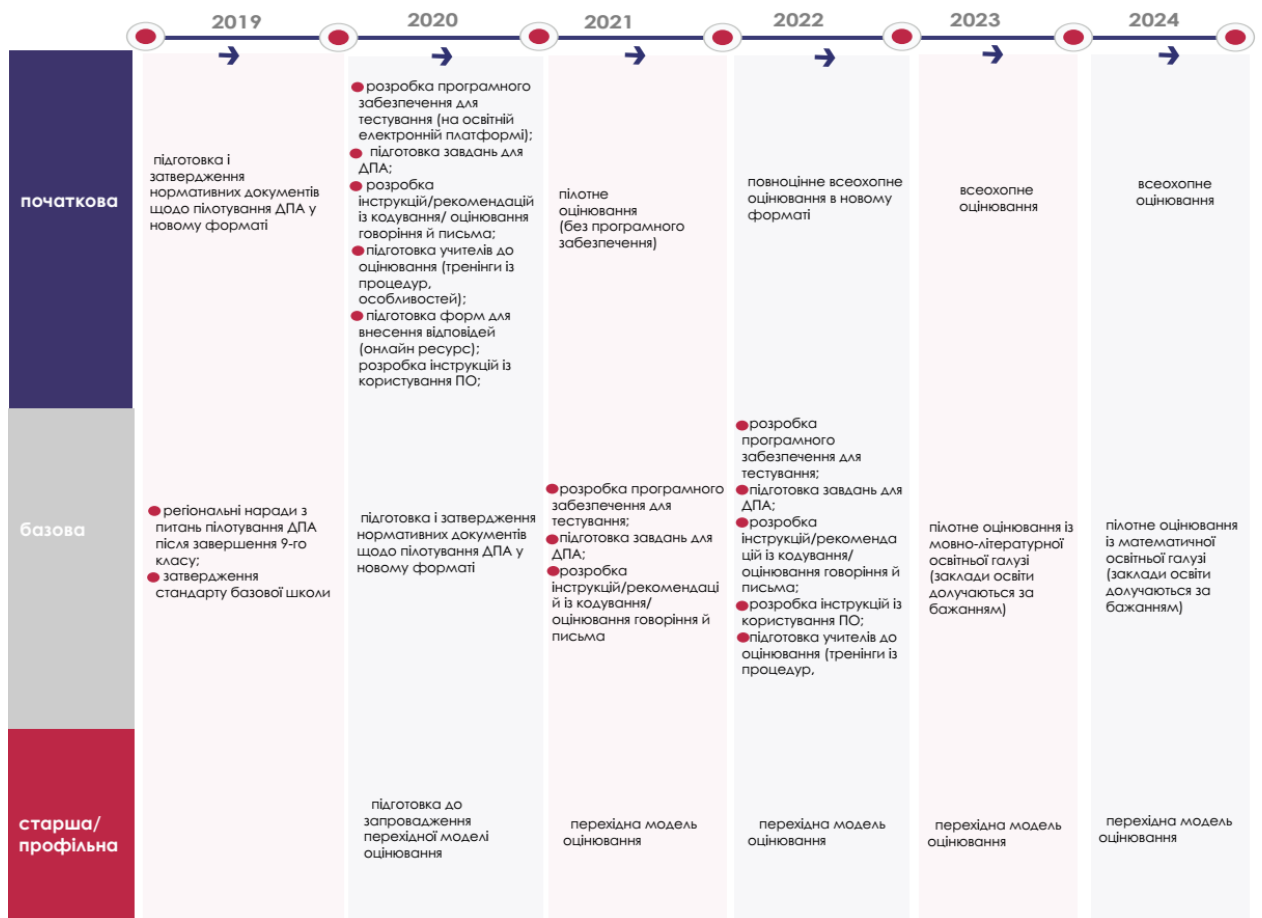 2019
2020
2021
2022
2023
2024
початкова
підготовка і
затвердження
нормативних документів
щодо пілотування ДПА у
новому форматі
розробка програмного
забезпечення для
тестування (на освітній
електронній платформі);
підготовка завдань для
ДПА;
розробка
інструкцій/рекомендацій
із кодування/ оцінювання
говоріння й письма;
підготовка учителів до
оцінювання (тренінги із
процедур,
особливостей);
підготовка форм для
внесення відповідей
(онлайн ресурс);
розробка інструкцій із
користування ПО;
пілотне
оцінювання
(без програмного
забезпечення)
повноцінне всеохопне
оцінювання в новому
форматі
всеохопне
оцінювання
всеохопне
оцінювання
базова
регіональні наради з
питань пілотування ДПА
після завершення 9-го
класу;
затвердження
стандарту базової школи
підготовка і затвердження
нормативних документів
щодо пілотування ДПА у
новому форматі
розробка програмного
забезпечення для
тестування;
підготовка завдань для
ДПА;
розробка
інструкцій/рекомендаці
й із кодування/
оцінювання говоріння й
письма
розробка
програмного
забезпечення для
тестування;
підготовка завдань для
ДПА;
розробка
інструкцій/рекоменда
цій із кодування/
оцінювання говоріння й
письма;
розробка інструкцій із
користування ПО;
підготовка учителів до
оцінювання (тренінги із
процедур,
пілотне оцінювання із
мовно-літературної
освітньої галузі
(заклади освіти
долучаються за
бажанням)
пілотне оцінювання
із математичної
освітньої галузі
(заклади освіти
долучаються за
бажанням)
старша/
профільна
підготовка до
запровадження
перехідної моделі
оцінювання
перехідна модель
оцінювання
перехідна модель
оцінювання
перехідна модель
оцінювання
перехідна модель
оцінювання